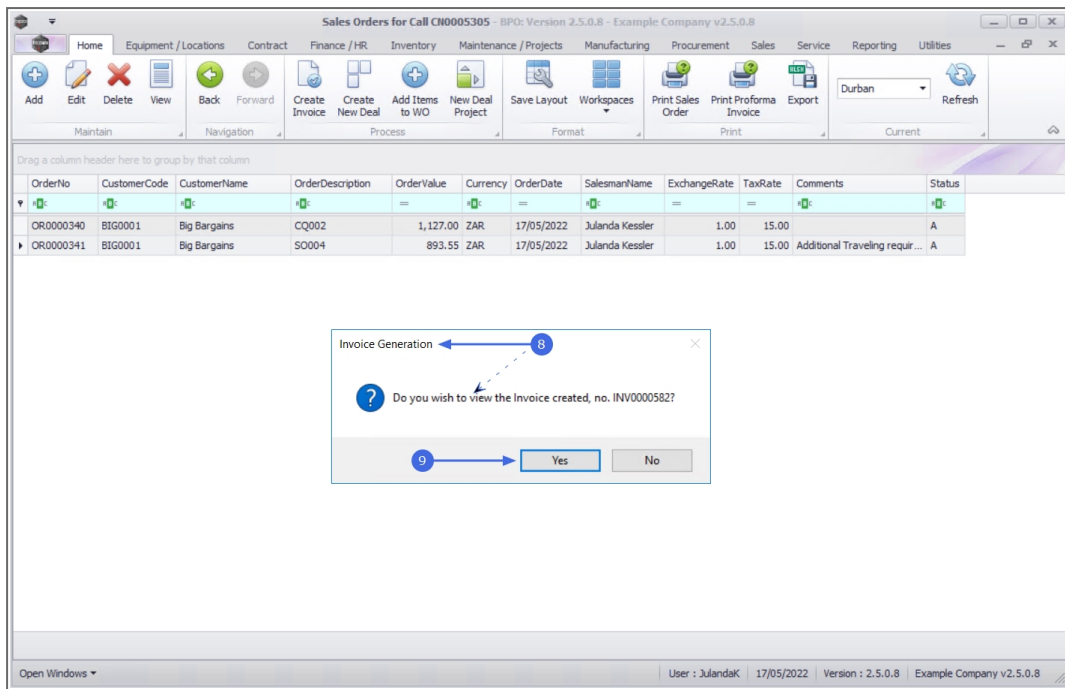 Sales Orders for Call CN0005305 - BPO: Version 2.5.0.8 - Example Company v2.5.0.8
Home Equipment / Locations Contract Finance / HR Inventory Maintenance / Projects Manufacturing Procurement Sales Service Reporting Utilities
Add Edit Delete View Back Forward Create Invoice Create New Deal Add Items to WO New Deal Project Save Layout Workspaces Print Sales Order Print Proforma Invoice Export Durban Refresh
Maintain Navigation Process Format Print Current
Drag a column header here to group by that column
OrderNo CustomerCode CustomerName OrderDescription OrderValue Currency OrderDate SalesmanName ExchangeRate TaxRate Comments Status
OR0000340 BIG0001 Big Bargains CQ002 1,127.00 ZAR 17/05/2022 Julanda Kessler 1.00 15.00 A
OR0000341 BIG0001 Big Bargains SO004 893.55 ZAR 17/05/2022 Julanda Kessler 1.00 15.00 Additional Traveling requir... A
Invoice Generation 8
Do you wish to view the Invoice created, no. INV0000582?
9 Yes No
Open Windows User : JulandaK 17/05/2022 Version : 2.5.0.8 Example Company v2.5.0.8